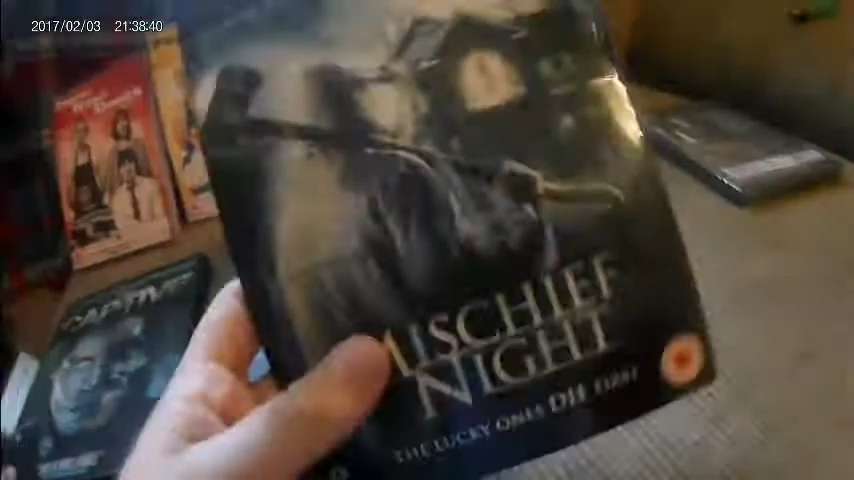 2017/02/03 21:38:40
CAPTIVE
MISCHIEF
NIGHT
THE LUCKY ONES DIE FIRST